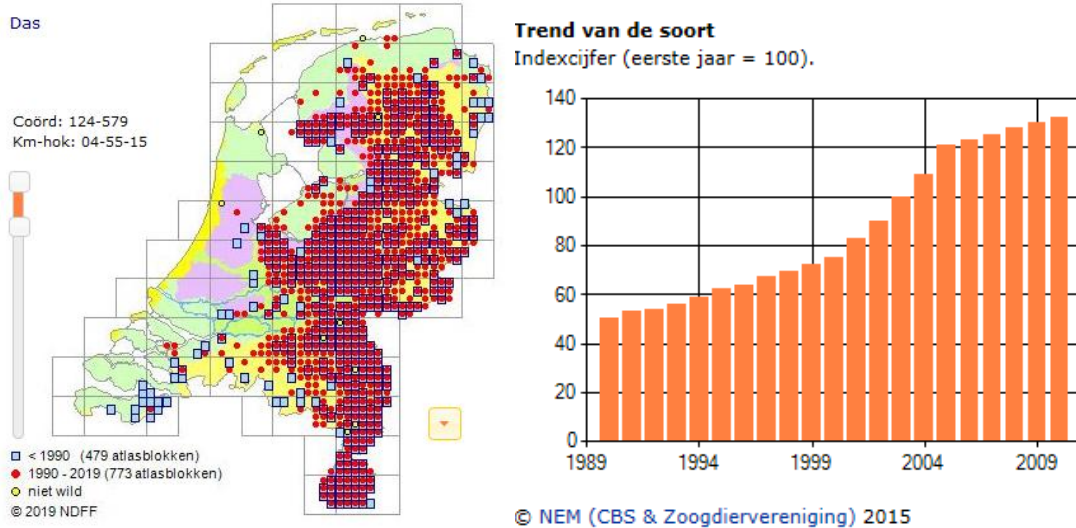 Das
Coörd: 124-579
Km-hok: 04-55-15
< 1990 (479 atlasblokken)
1990 - 2019 (773 atlasblokken)
niet wild
© 2019 NDFF
Trend van de soort
Indexcijfer (eerste jaar = 100).
140
120
100
80
60
40
20
0
1989 1994 1999 2004 2009
© NEM (CBS & Zoogdiervereniging) 2015